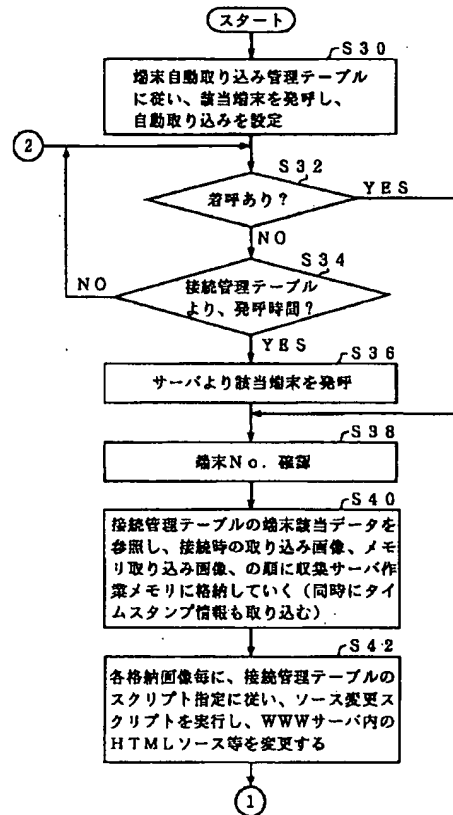 スタート
S30
端末自動取り込み管理テーブル
に従い、該当端末を発呼し、
自動取り込みを設定
2
S32
着呼あり?
YES
NO
S34
NO
接続管理テーブル
より、発呼時間?
YES
S36
サーバより該当端末を発呼
S38
端末No.確認
S40
接続管理テーブルの端末該当データを
参照し、接続時の取り込み画像、メモ
リ取り込み画像、の順に収集サーバ作
業メモリに格納していく(同時にタイ
ムスタンプ情報も取り込む)
S42
各格納画像毎に、接続管理テーブルの
スクリプト指定に従い、ソース変更ス
クリプトを実行し、WWWサーバ内の
HTMLソース等を変更する
1